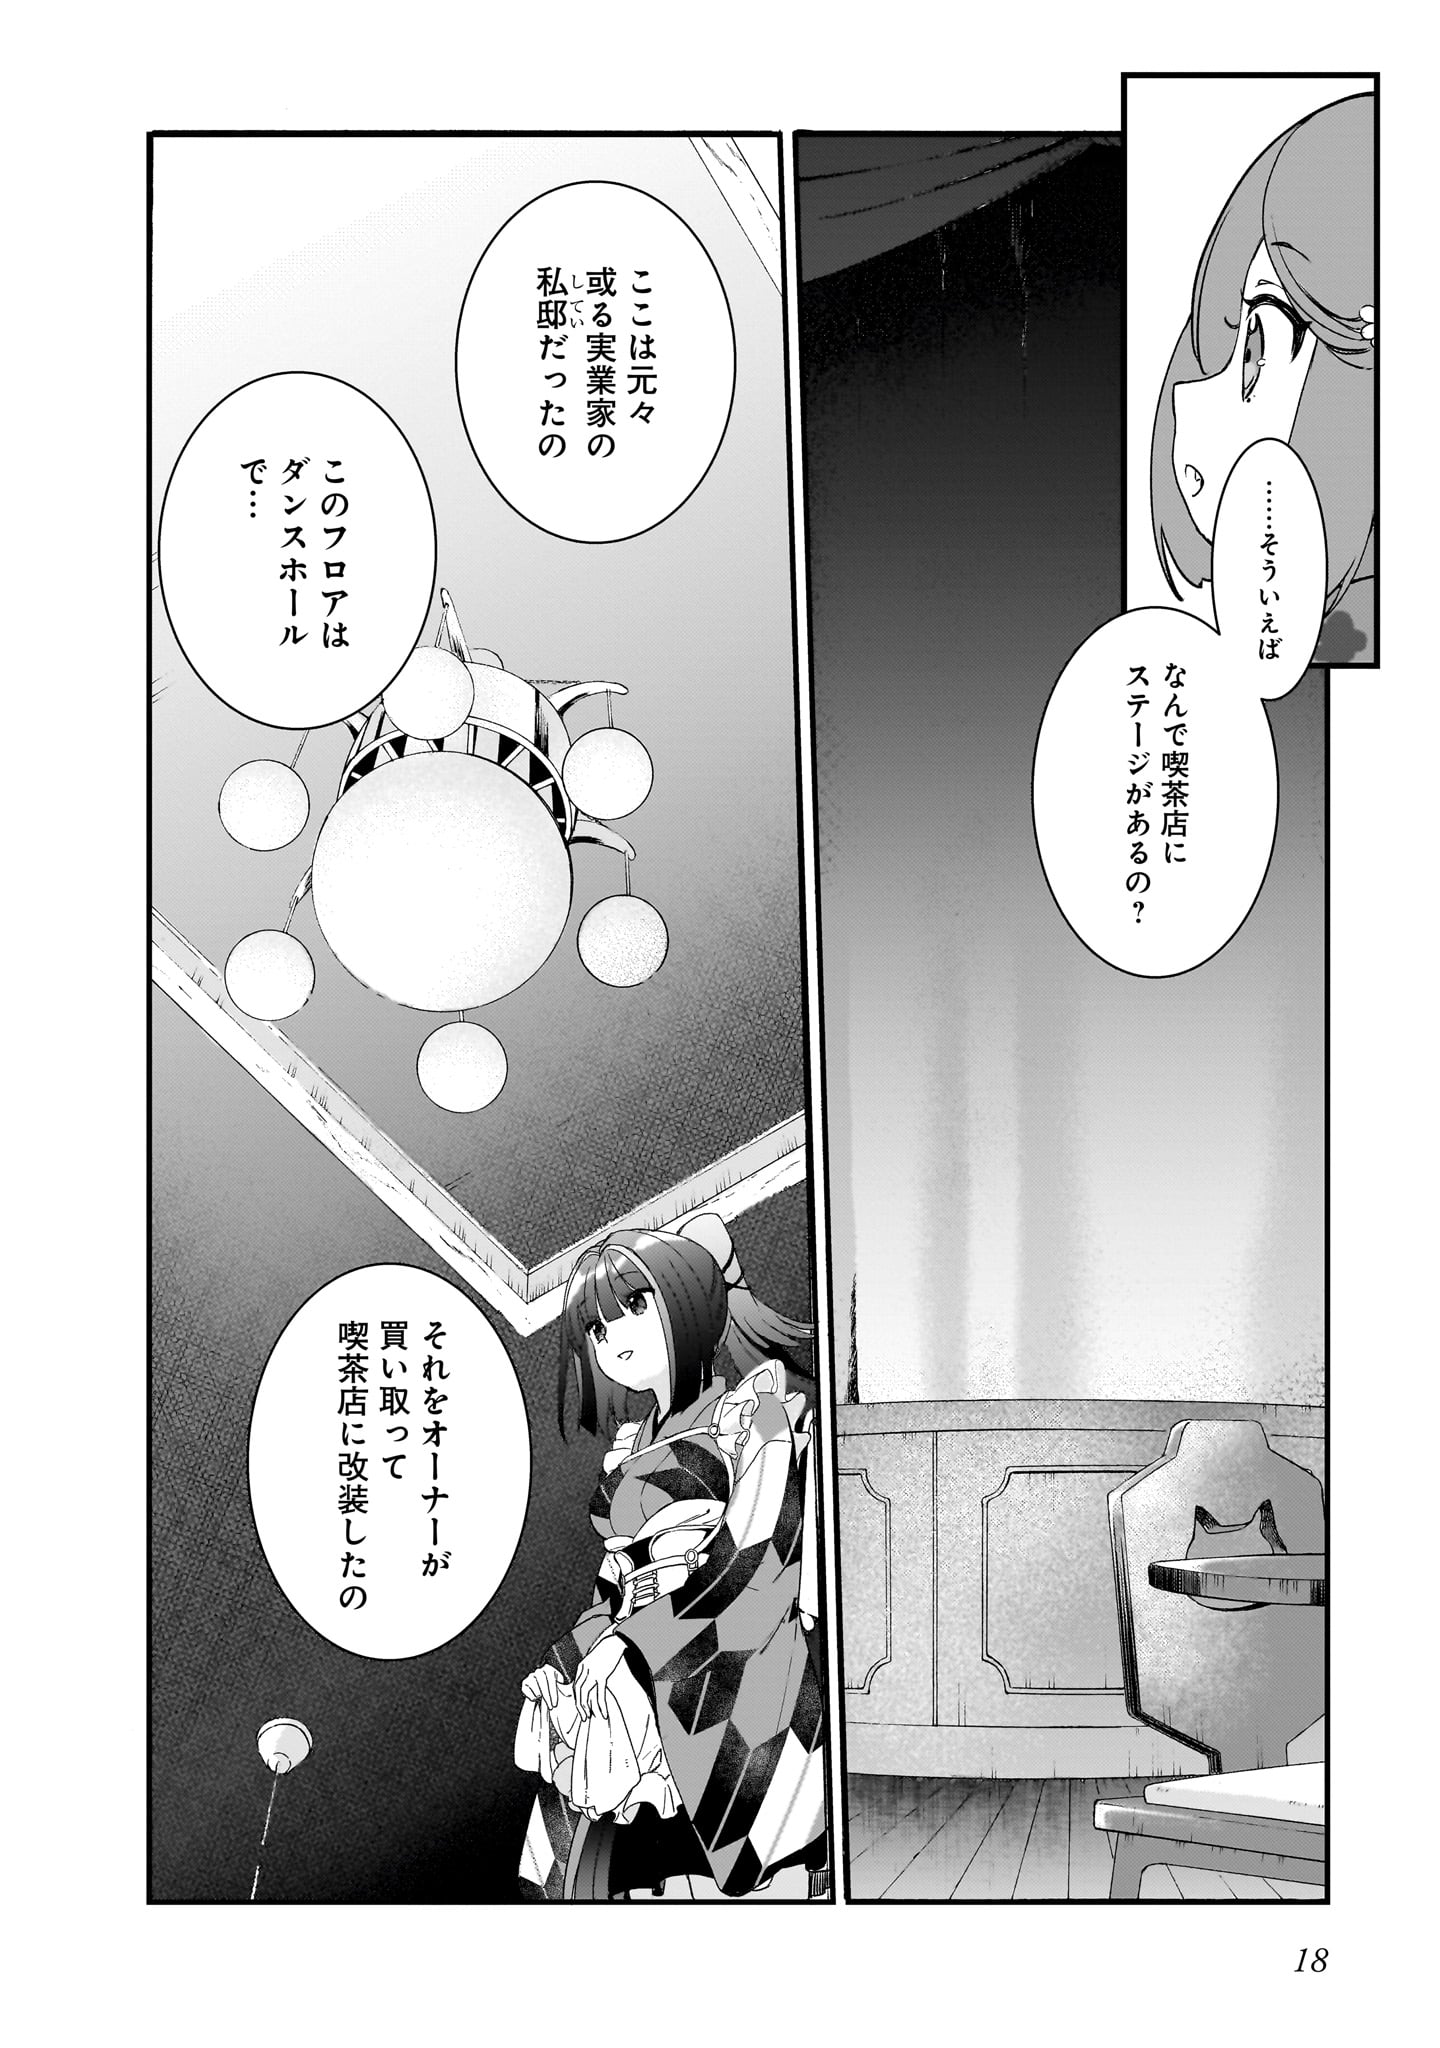 ……そういえば
なんで喫茶店に
ステージがあるの？
ここは元々
或る実業家の
私邸だったの
してい
このフロアは
ダンスホール
で…
それをオーナーが
買い取って
喫茶店に改装したの
18